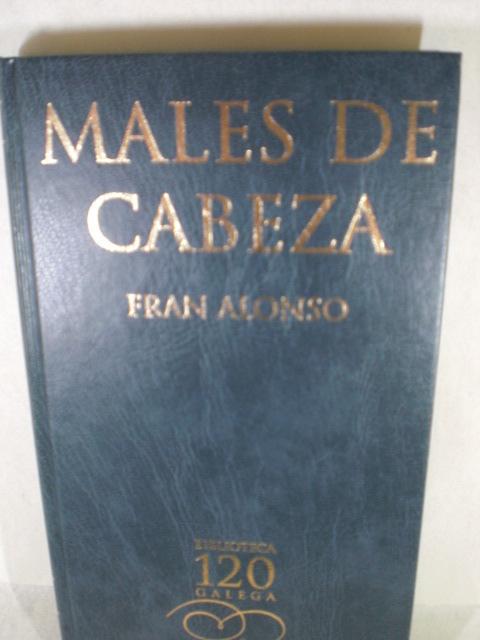 MALES DE
CABEZA
FRAN ALONSO
BIBLIOTECA
120
GALEGA